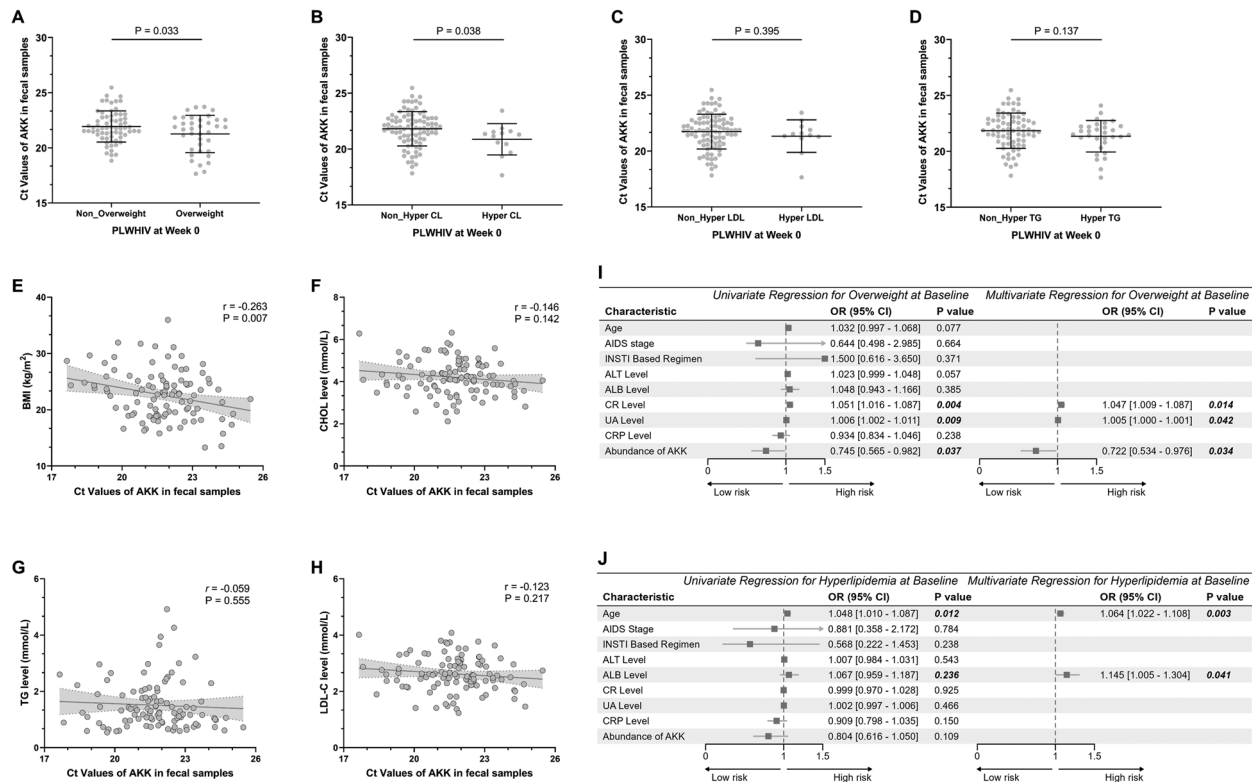 A
P = 0.033
Ct Values of AKK in fecal samples
30
25
20
15
Non_Overweight Overweight
PLWHIV at Week 0
B
P = 0.038
Ct Values of AKK in fecal samples
30
25
20
15
Non_Hyper CL Hyper CL
PLWHIV at Week 0
C
P = 0.395
Ct Values of AKK in fecal samples
30
25
20
15
Non_Hyper LDL Hyper LDL
PLWHIV at Week 0
D
P = 0.137
Ct Values of AKK in fecal samples
30
25
20
15
Non_Hyper TG Hyper TG
PLWHIV at Week 0
E
r = -0.263
P = 0.007
BMI (kg/m²)
40
30
20
10
18 20 22 24 26
Ct Values of AKK in fecal samples
F
r = -0.146
P = 0.142
CHOL level (mmol/L)
8
6
4
2
0
18 20 22 24 26
Ct Values of AKK in fecal samples
G
r = -0.059
P = 0.555
TG level (mmol/L)
6
4
2
0
18 20 22 24 26
Ct Values of AKK in fecal samples
H
r = -0.123
P = 0.217
LDL-C level (mmol/L)
6
4
2
0
18 20 22 24 26
Ct Values of AKK in fecal samples
I
Univariate Regression for Overweight at Baseline Multivariate Regression for Overweight at Baseline
Characteristic OR (95% CI) P value OR (95% CI) P value
Age 1.032 [0.997 - 1.068] 0.077
AIDS stage 0.644 [0.498 - 2.985] 0.664
INSTI Based Regimen 1.500 [0.616 - 3.650] 0.371
ALT Level 1.023 [0.999 - 1.048] 0.057
ALB Level 1.048 [0.943 - 1.166] 0.385
CR Level 1.051 [1.016 - 1.087] 0.004 1.047 [1.009 - 1.087] 0.014
UA Level 1.006 [1.002 - 1.011] 0.009 1.005 [1.000 - 1.001] 0.042
CRP Level 0.934 [0.834 - 1.046] 0.238
Abundance of AKK 0.745 [0.565 - 0.982] 0.037 0.722 [0.534 - 0.976] 0.034
0 1 1.5 1 1 1.5
Low risk High risk Low risk High risk
J
Univariate Regression for Hyperlipidemia at Baseline Multivariate Regression for Hyperlipidemia at Baseline
Characteristic OR (95% CI) P value OR (95% CI) P value
Age 1.048 [1.010 - 1.087] 0.012 1.064 [1.022 - 1.108] 0.003
AIDS Stage 0.881 [0.358 - 2.172] 0.784
INSTI Based Regimen 0.568 [0.222 - 1.453] 0.238
ALT Level 1.007 [0.984 - 1.031] 0.543
ALB Level 1.067 [0.959 - 1.187] 0.236 1.145 [1.005 - 1.304] 0.041
CR Level 0.999 [0.970 - 1.028] 0.925
UA Level 1.002 [0.997 - 1.006] 0.466
CRP Level 0.909 [0.798 - 1.035] 0.150
Abundance of AKK 0.804 [0.616 - 1.050] 0.109
0 1 1.5 0 1 1.5
Low risk High risk Low risk High risk